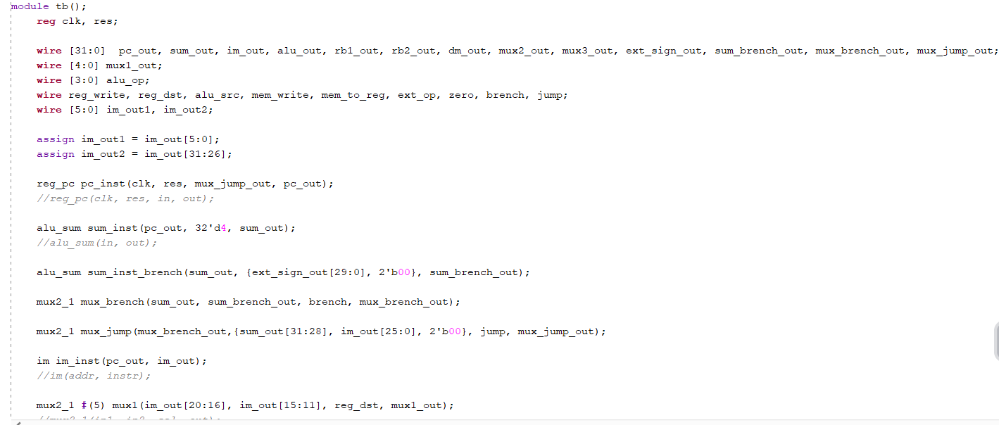 module tb();
reg clk, res;
wire [31:0]  pc_out, sum_out, im_out, alu_out, rb1_out, rb2_out, dm_out, mux2_out, mux3_out, ext_sign_out, sum_brench_out, mux_brench_out, mux_jump_out;
wire [4:0] mux1_out;
wire [3:0] alu_op;
wire reg_write, reg_dst, alu_src, mem_write, mem_to_reg, ext_op, zero, brench, jump;
wire [5:0] im_out1, im_out2;
assign im_out1 = im_out[5:0];
assign im_out2 = im_out[31:26];
reg_pc pc_inst(clk, res, mux_jump_out, pc_out);
//reg_pc(clk, res, in, out);
alu_sum sum_inst(pc_out, 32'd4, sum_out);
//alu_sum(in, out);
alu_sum sum_inst_brench(sum_out, {ext_sign_out[29:0], 2'b00}, sum_brench_out);
mux2_1 mux_brench(sum_out, sum_brench_out, brench, mux_brench_out);
mux2_1 mux_jump(mux_brench_out,{sum_out[31:28], im_out[25:0], 2'b00}, jump, mux_jump_out);
im im_inst(pc_out, im_out);
//im(addr, instr);
mux2_1 #(5) mux1(im_out[20:16], im_out[15:11], reg_dst, mux1_out);